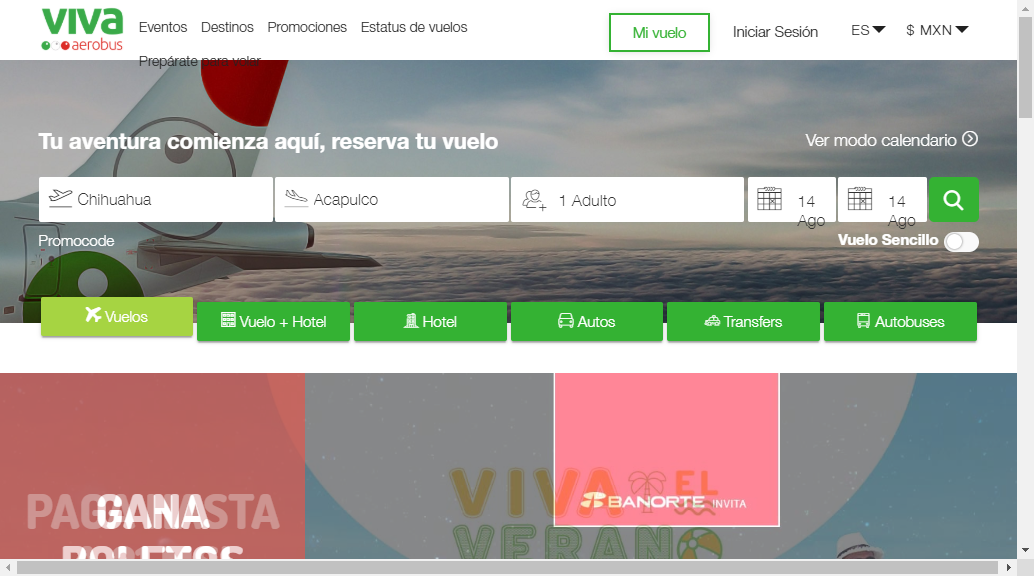 viva
aerobus
Eventos Destinos Promociones Estatus de vuelos
Prepárate para volar
Mi vuelo
Iniciar Sesión
ES
$ MXN
Tu aventura comienza aquí, reserva tu vuelo
Ver modo calendario
Chihuahua
Acapulco
1 Adulto
14
Ago
14
Ago
Promocode
Vuelo Sencillo
Vuelos
Vuelo + Hotel
Hotel
Autos
Transfers
Autobuses
VIVA EL
VERANO
BANORTE INVITA
GANA
BOLETOS